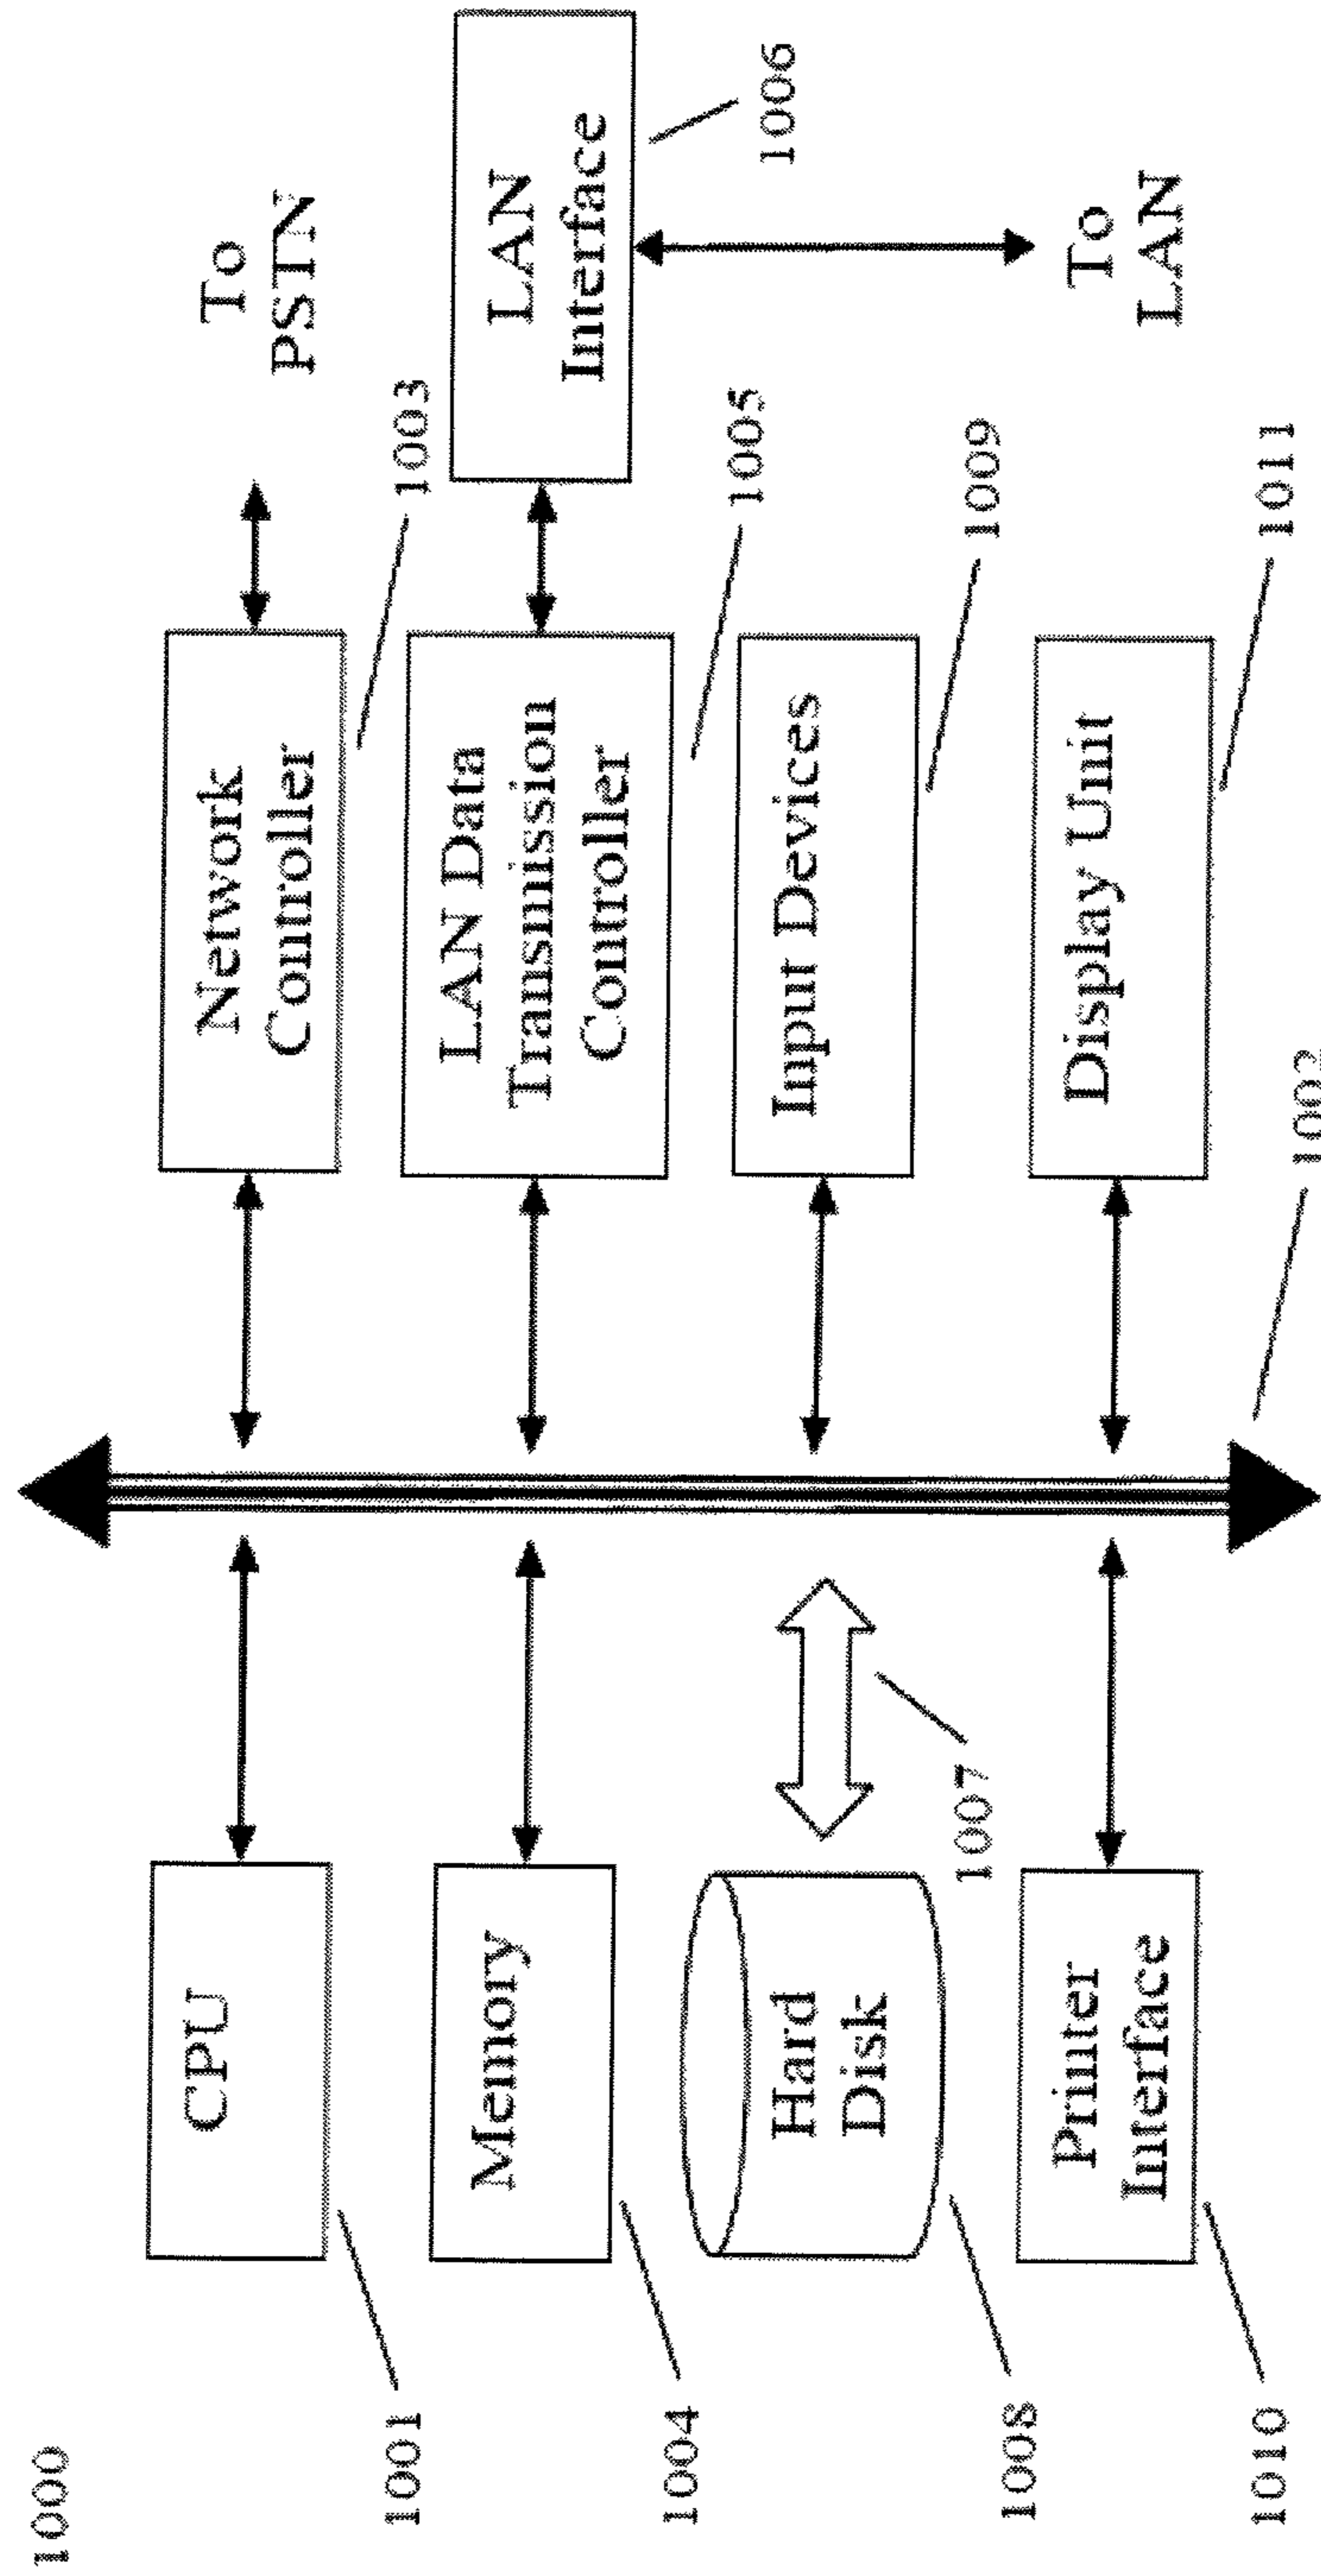 1000
CPU
1001
Network
Controller
1003
To
PSTN
Memory
1004
LAN Data
Transmission
Controller
1005
LAN
Interface
1006
Hard
Disk
1008
1007
Input Devices
1009
To
LAN
Printer
Interface
1010
Display Unit
1011
1002